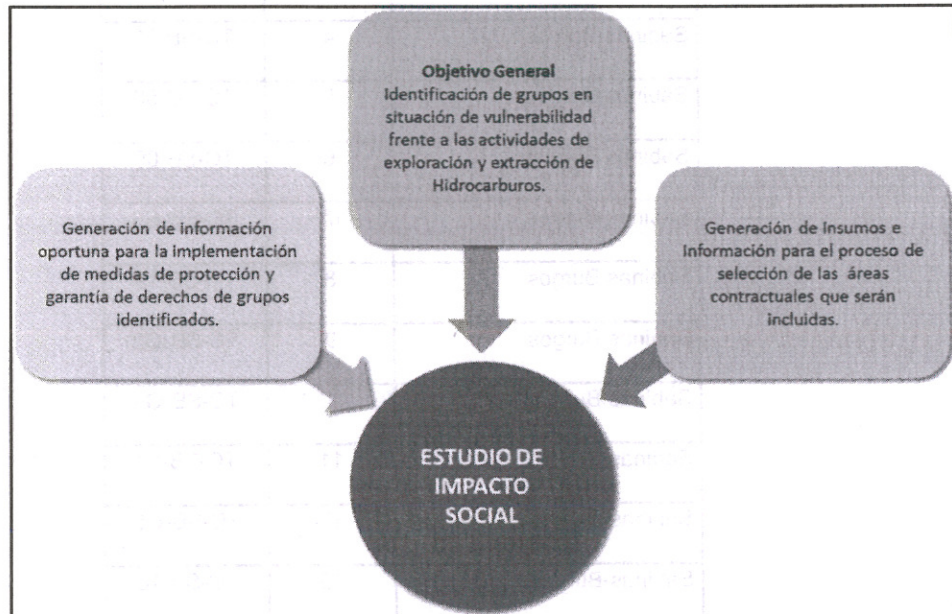 Objetivo General
Identificación de grupos en
situación de vulnerabilidad
frente a las actividades de
exploración y extracción de
Hidrocarburos.
Generación de información
oportuna para la implementación
de medidas de protección y
garantía de derechos de grupos
identificados.
Generación de Insumos e
Información para el proceso de
selección de las áreas
contractuales que serán
incluidas.
ESTUDIO DE
IMPACTO
SOCIAL